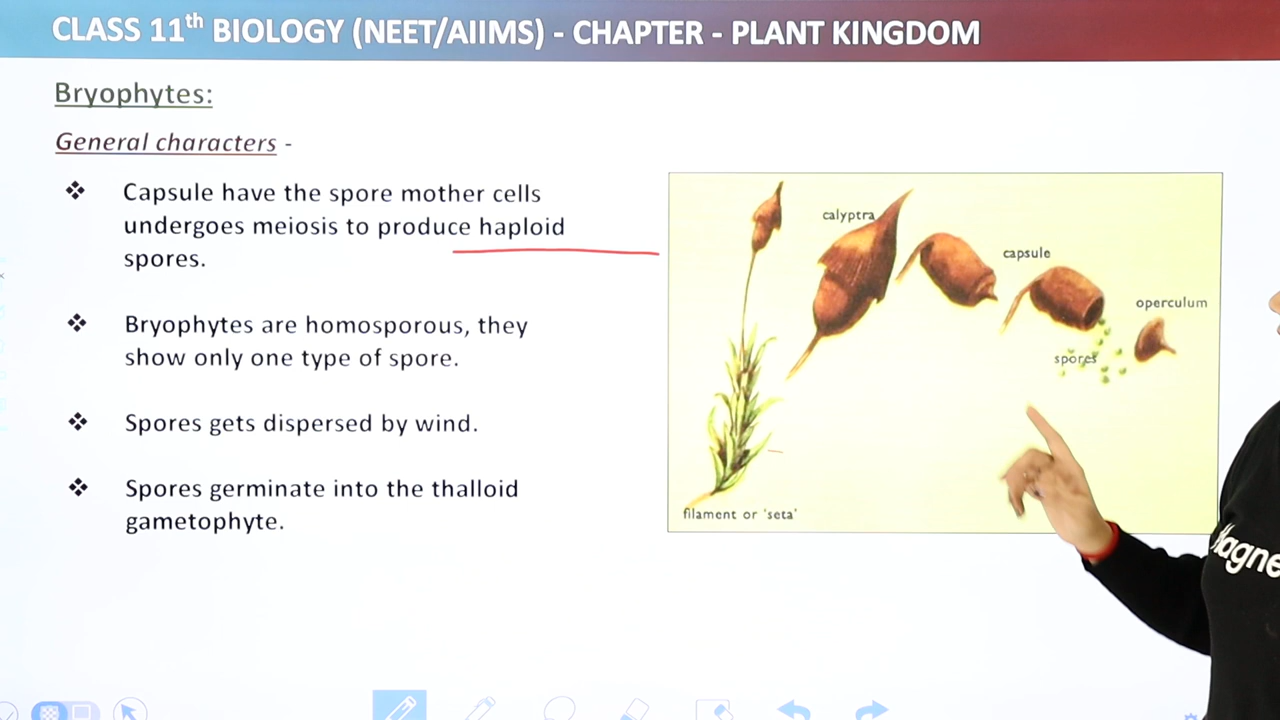 CLASS 11th BIOLOGY (NEET/AIIMS) - CHAPTER - PLANT KINGDOM
Bryophytes:
General characters -
❖ Capsule have the spore mother cells
undergoes meiosis to produce haploid
spores.
❖ Bryophytes are homosporous, they
show only one type of spore.
❖ Spores gets dispersed by wind.
❖ Spores germinate into the thalloid
gametophyte.
calyptra
capsule
operculum
spores
filament or 'seta'
Magne